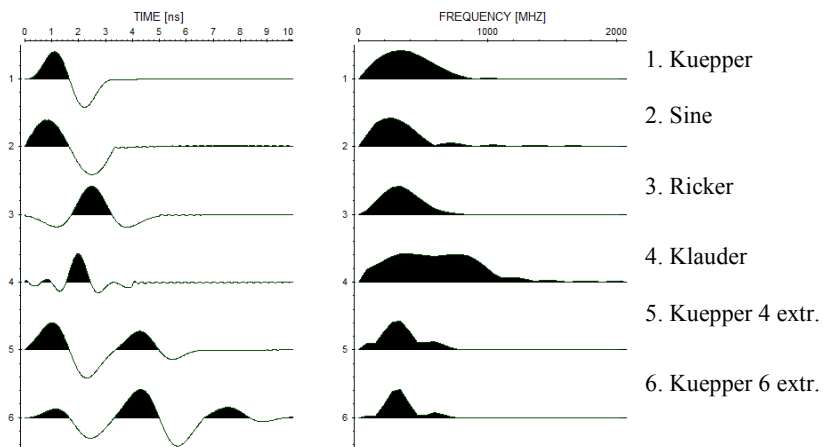 TIME [ns]
0 1 2 3 4 5 6 7 8 9 10
FREQUENCY [MHZ]
0 1000 2000
1
2
3
4
5
6
1
2
3
4
5
6
1. Kuepper
2. Sine
3. Ricker
4. Klauder
5. Kuepper 4 extr.
6. Kuepper 6 extr.